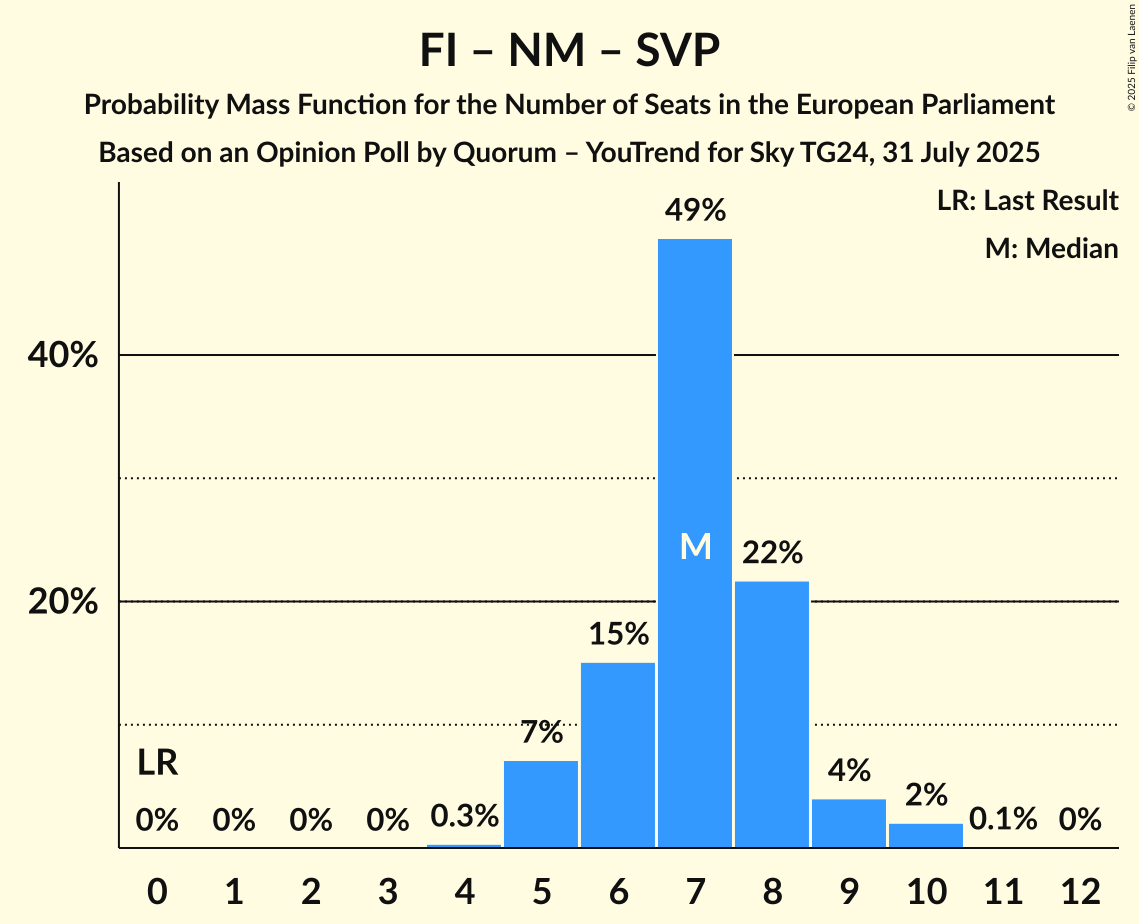 FI – NM – SVP
Probability Mass Function for the Number of Seats in the European Parliament
Based on an Opinion Poll by Quorum – YouTrend for Sky TG24, 31 July 2025
© 2025 Filip van Laenen
LR: Last Result
M: Median
49%
40%
M
22%
20%
15%
7%
LR
4%
2%
0% 0% 0% 0% 0.3% 0.1% 0%
0 1 2 3 4 5 6 7 8 9 10 11 12